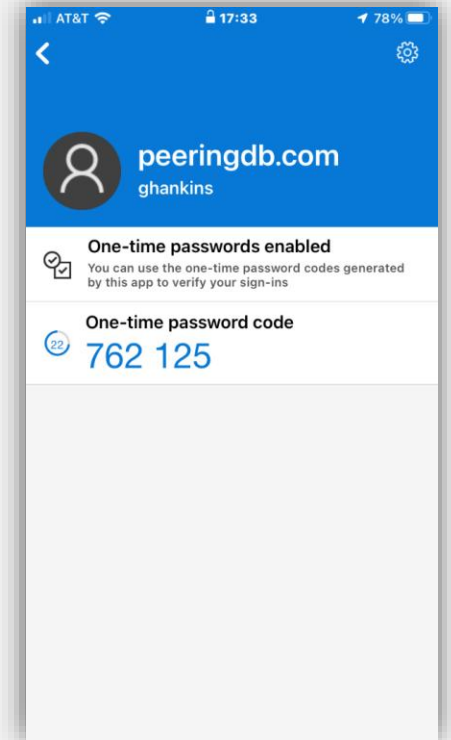 AT&T 17:33 78%
peeringdb.com
ghankins
One-time passwords enabled
You can use the one-time password codes generated
by this app to verify your sign-ins
One-time password code
22
762 125